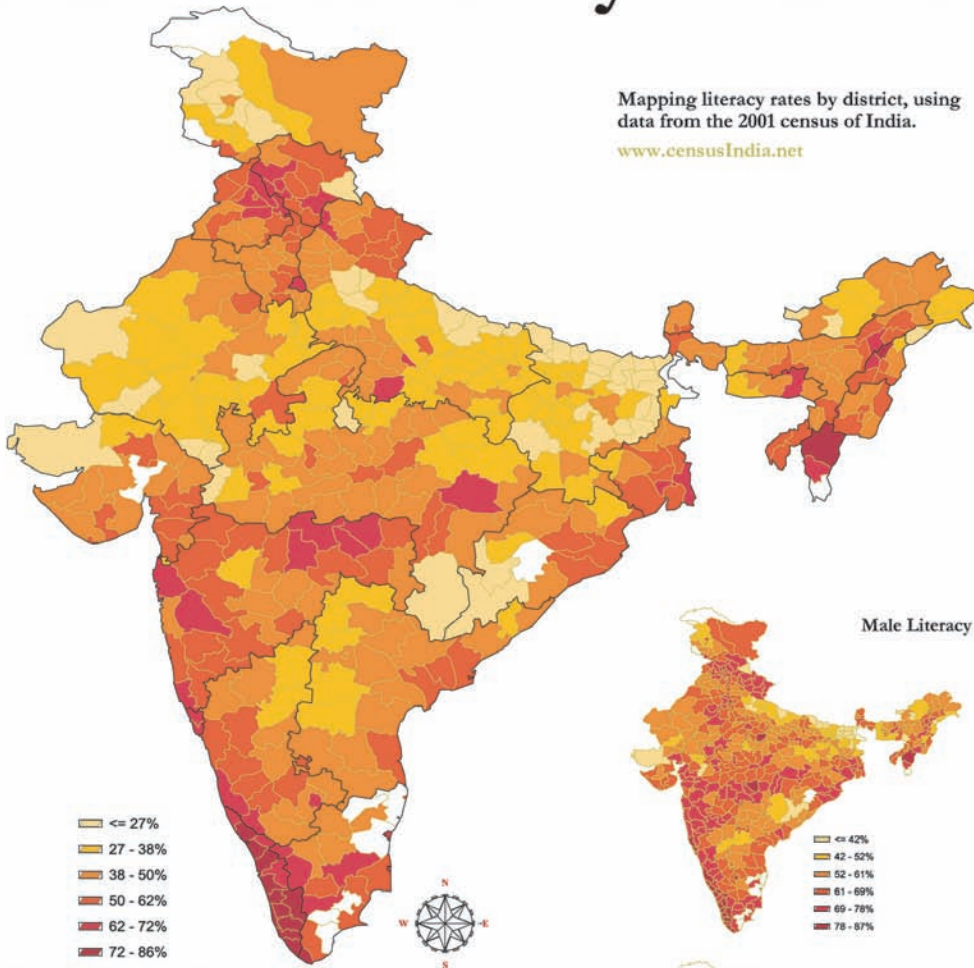 Mapping literacy rates by district, using
data from the 2001 census of India.
www.censusIndia.net
Male Literacy
<= 27%
27 - 38%
38 - 50%
50 - 62%
62 - 72%
72 - 86%
N
W
E
S
<= 42%
42 - 52%
52 - 61%
61 - 69%
69 - 78%
78 - 87%